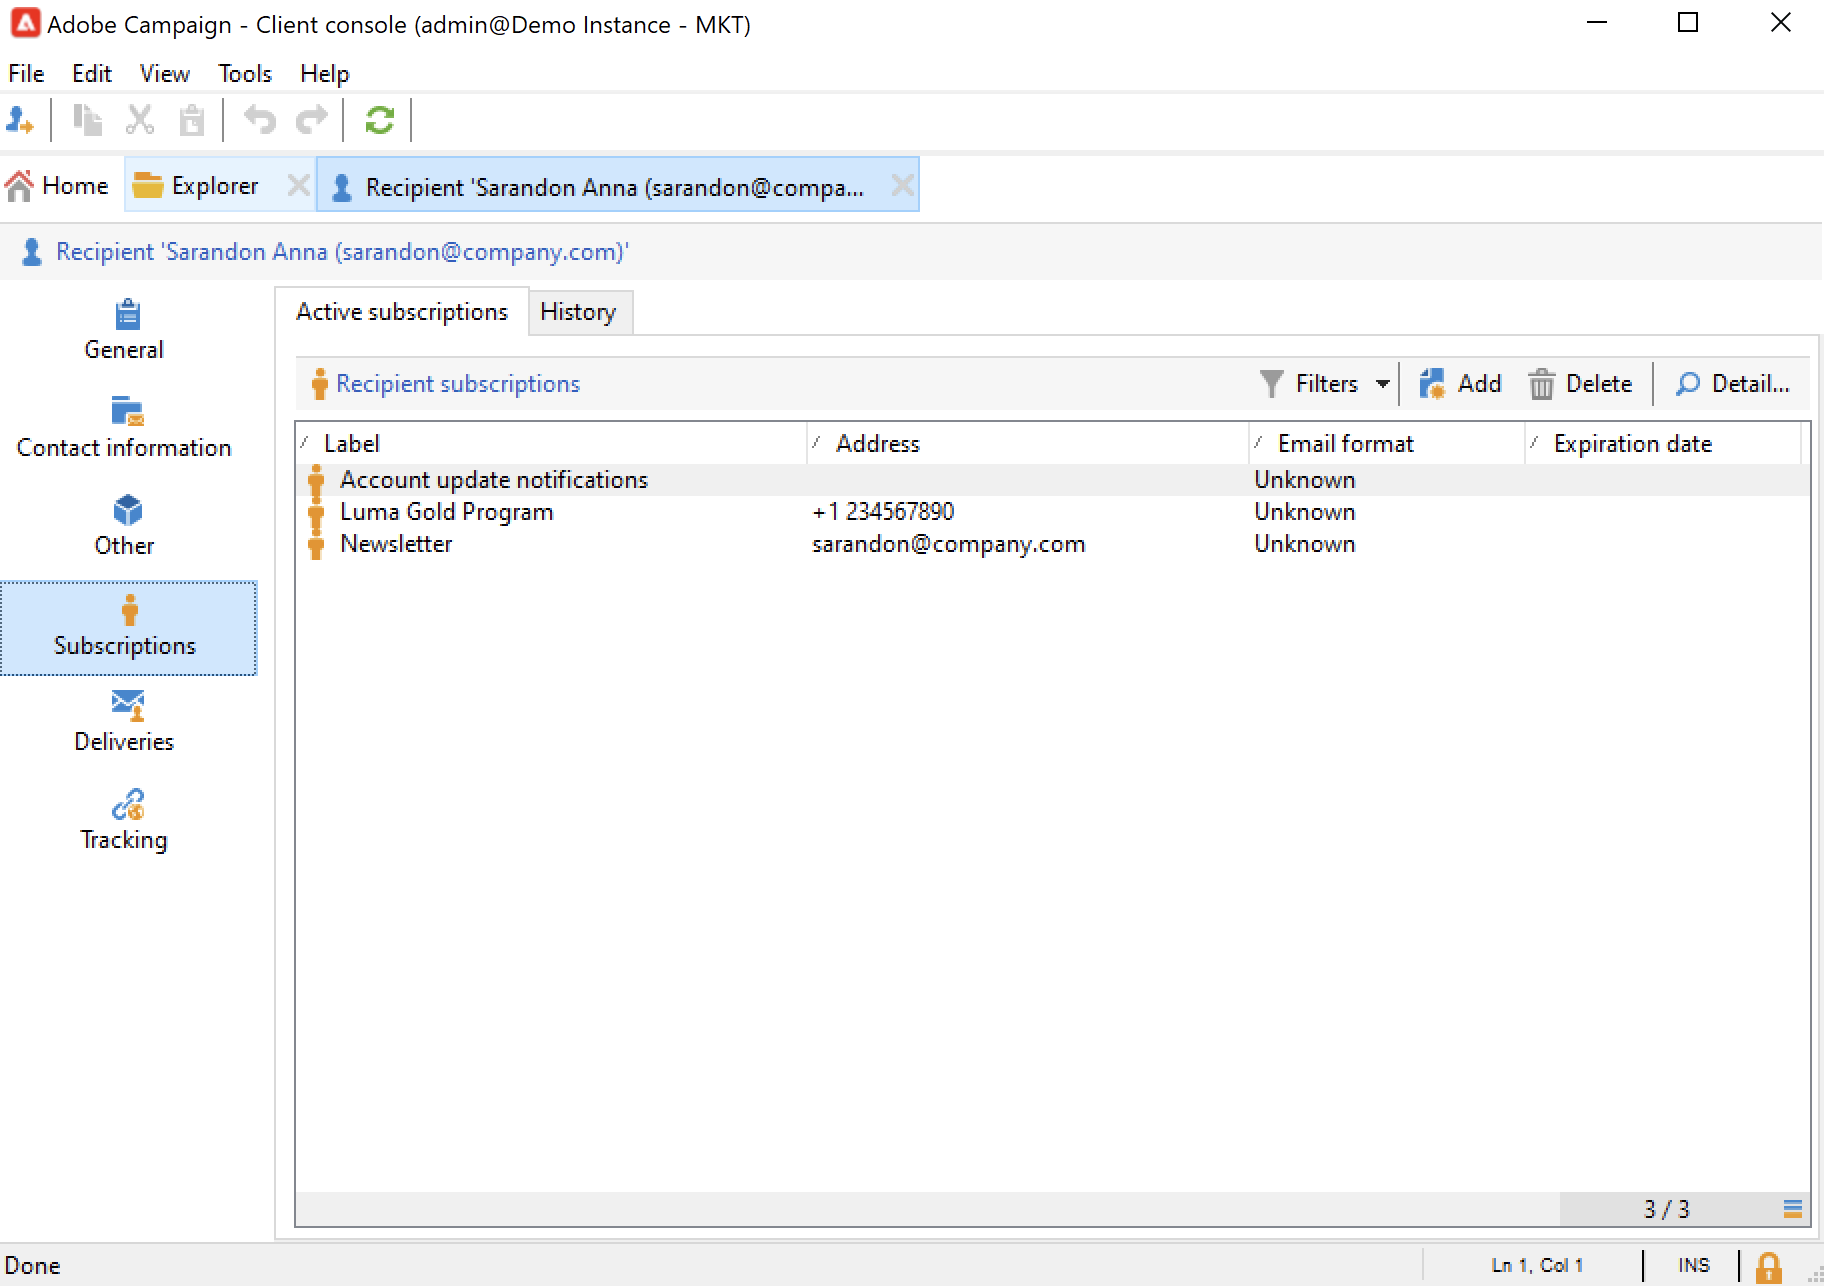 Adobe Campaign - Client console (admin@Demo Instance - MKT)
File Edit View Tools Help
Home Explorer Recipient 'Sarandon Anna (sarandon@compa...
Recipient 'Sarandon Anna (sarandon@company.com)'
General
Contact information
Other
Subscriptions
Deliveries
Tracking
Active subscriptions History
Recipient subscriptions Filters Add Delete Detail...
Label Address Email format Expiration date
Account update notifications Unknown
Luma Gold Program +1 234567890 Unknown
Newsletter sarandon@company.com Unknown
3 / 3
Done Ln 1, Col 1 INS